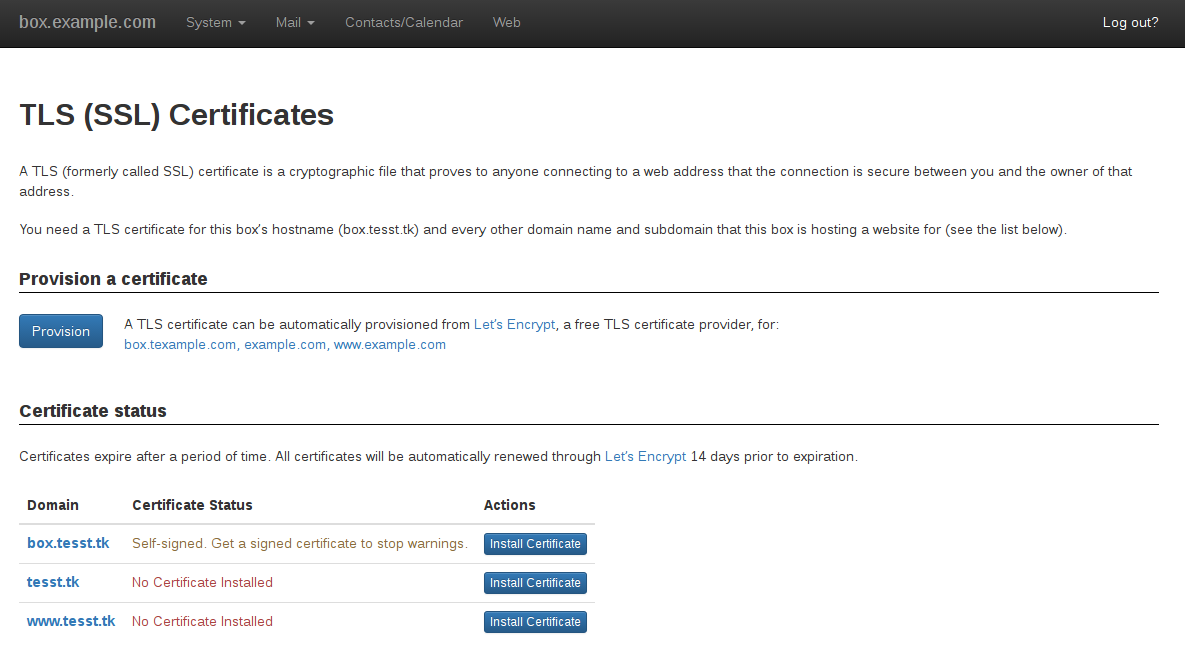 box.example.com System Mail Contacts/Calendar Web Log out?
TLS (SSL) Certificates
A TLS (formerly called SSL) certificate is a cryptographic file that proves to anyone connecting to a web address that the connection is secure between you and the owner of that
address.
You need a TLS certificate for this box's hostname (box.tesst.tk) and every other domain name and subdomain that this box is hosting a website for (see the list below).
Provision a certificate
Provision
A TLS certificate can be automatically provisioned from Let's Encrypt, a free TLS certificate provider, for:
box.texample.com, example.com, www.example.com
Certificate status
Certificates expire after a period of time. All certificates will be automatically renewed through Let's Encrypt 14 days prior to expiration.
Domain Certificate Status Actions
box.tesst.tk Self-signed. Get a signed certificate to stop warnings. Install Certificate
tesst.tk No Certificate Installed Install Certificate
www.tesst.tk No Certificate Installed Install Certificate